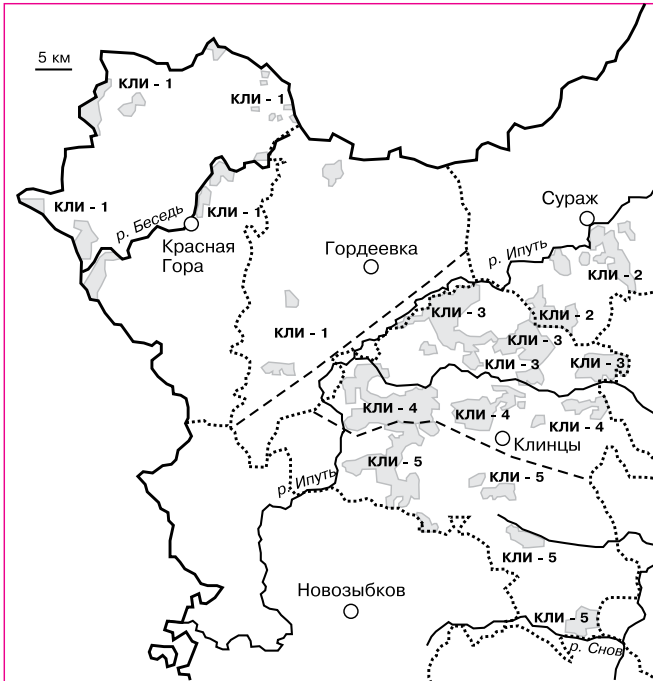 5 км
КЛИ - 1
КЛИ - 1
Сураж
КЛИ - 1
КЛИ - 1
р. Беседь
Красная
Гора
Гордеевка
р. Ипуть
КЛИ - 2
КЛИ - 3
КЛИ - 2
КЛИ - 1
КЛИ - 3
КЛИ - 3
КЛИ - 3
КЛИ - 4
КЛИ - 4
КЛИ - 4
Клинцы
КЛИ - 5
р. Ипуть
КЛИ - 5
КЛИ - 5
Новозыбков
КЛИ - 5
р. Снов